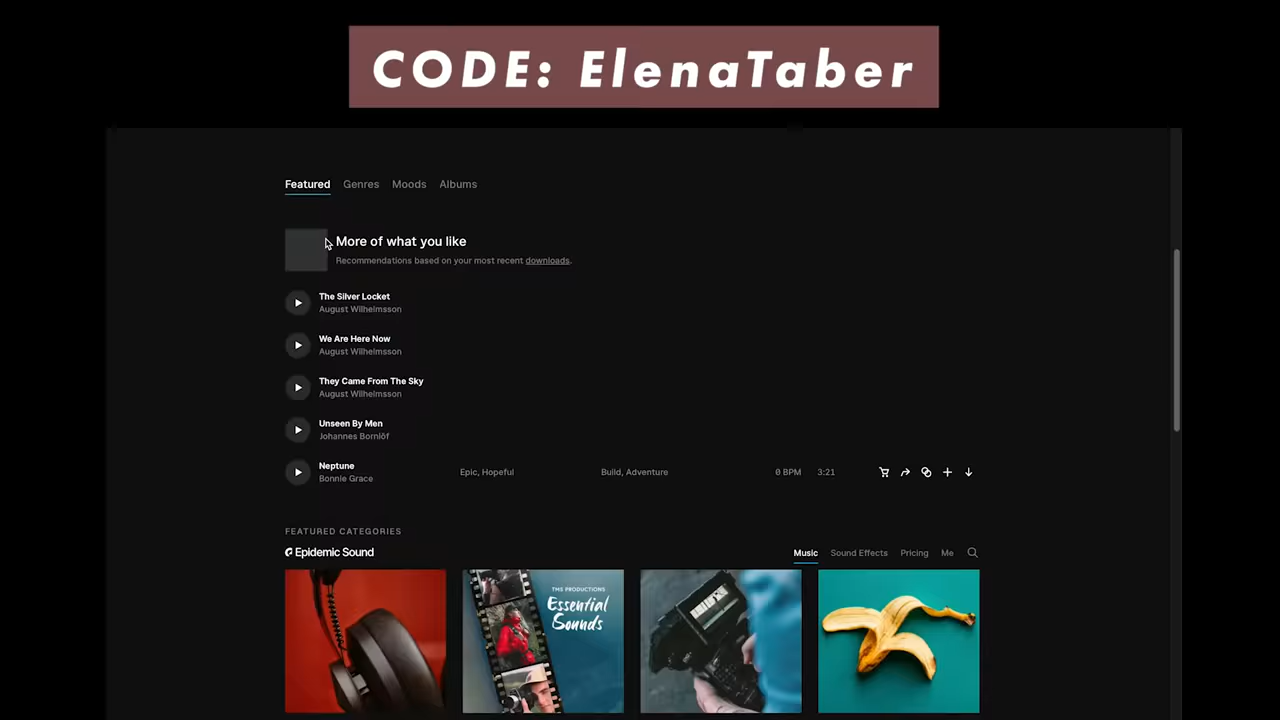 CODE: ElenaTaber
Featured Genres Moods Albums
More of what you like
Recommendations based on your most recent downloads.
The Silver Locket
August Wilhelmsson
We Are Here Now
August Wilhelmsson
They Came From The Sky
August Wilhelmsson
Unseen By Men
Johannes Bornlöf
Neptune
Bonnie Grace
Epic, Hopeful
Build, Adventure
0 BPM
3:21
FEATURED CATEGORIES
Epidemic Sound
Music Sound Effects Pricing Me
THS PRODUCTIONS
Essential
Sounds